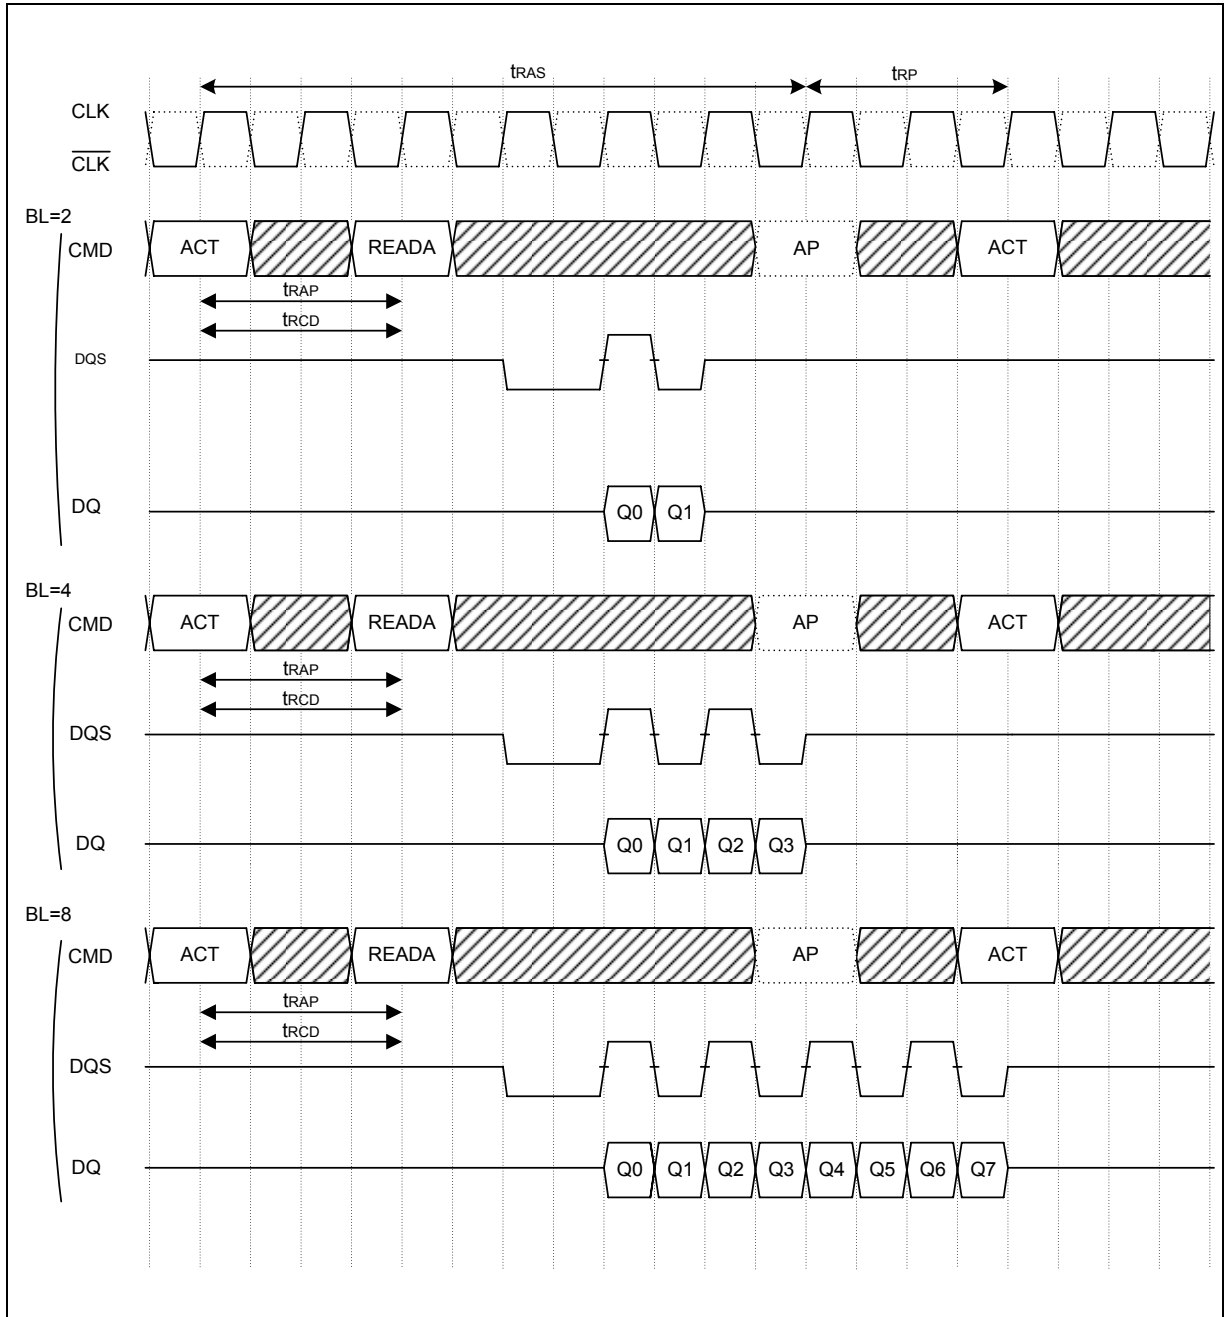 tRAS tRP
CLK
CLK
BL=2
CMD ACT READA AP ACT
tRAP
tRCD
DQS
DQ Q0 Q1
BL=4
CMD ACT READA AP ACT
tRAP
tRCD
DQS
DQ Q0 Q1 Q2 Q3
BL=8
CMD ACT READA AP ACT
tRAP
tRCD
DQS
DQ Q0 Q1 Q2 Q3 Q4 Q5 Q6 Q7